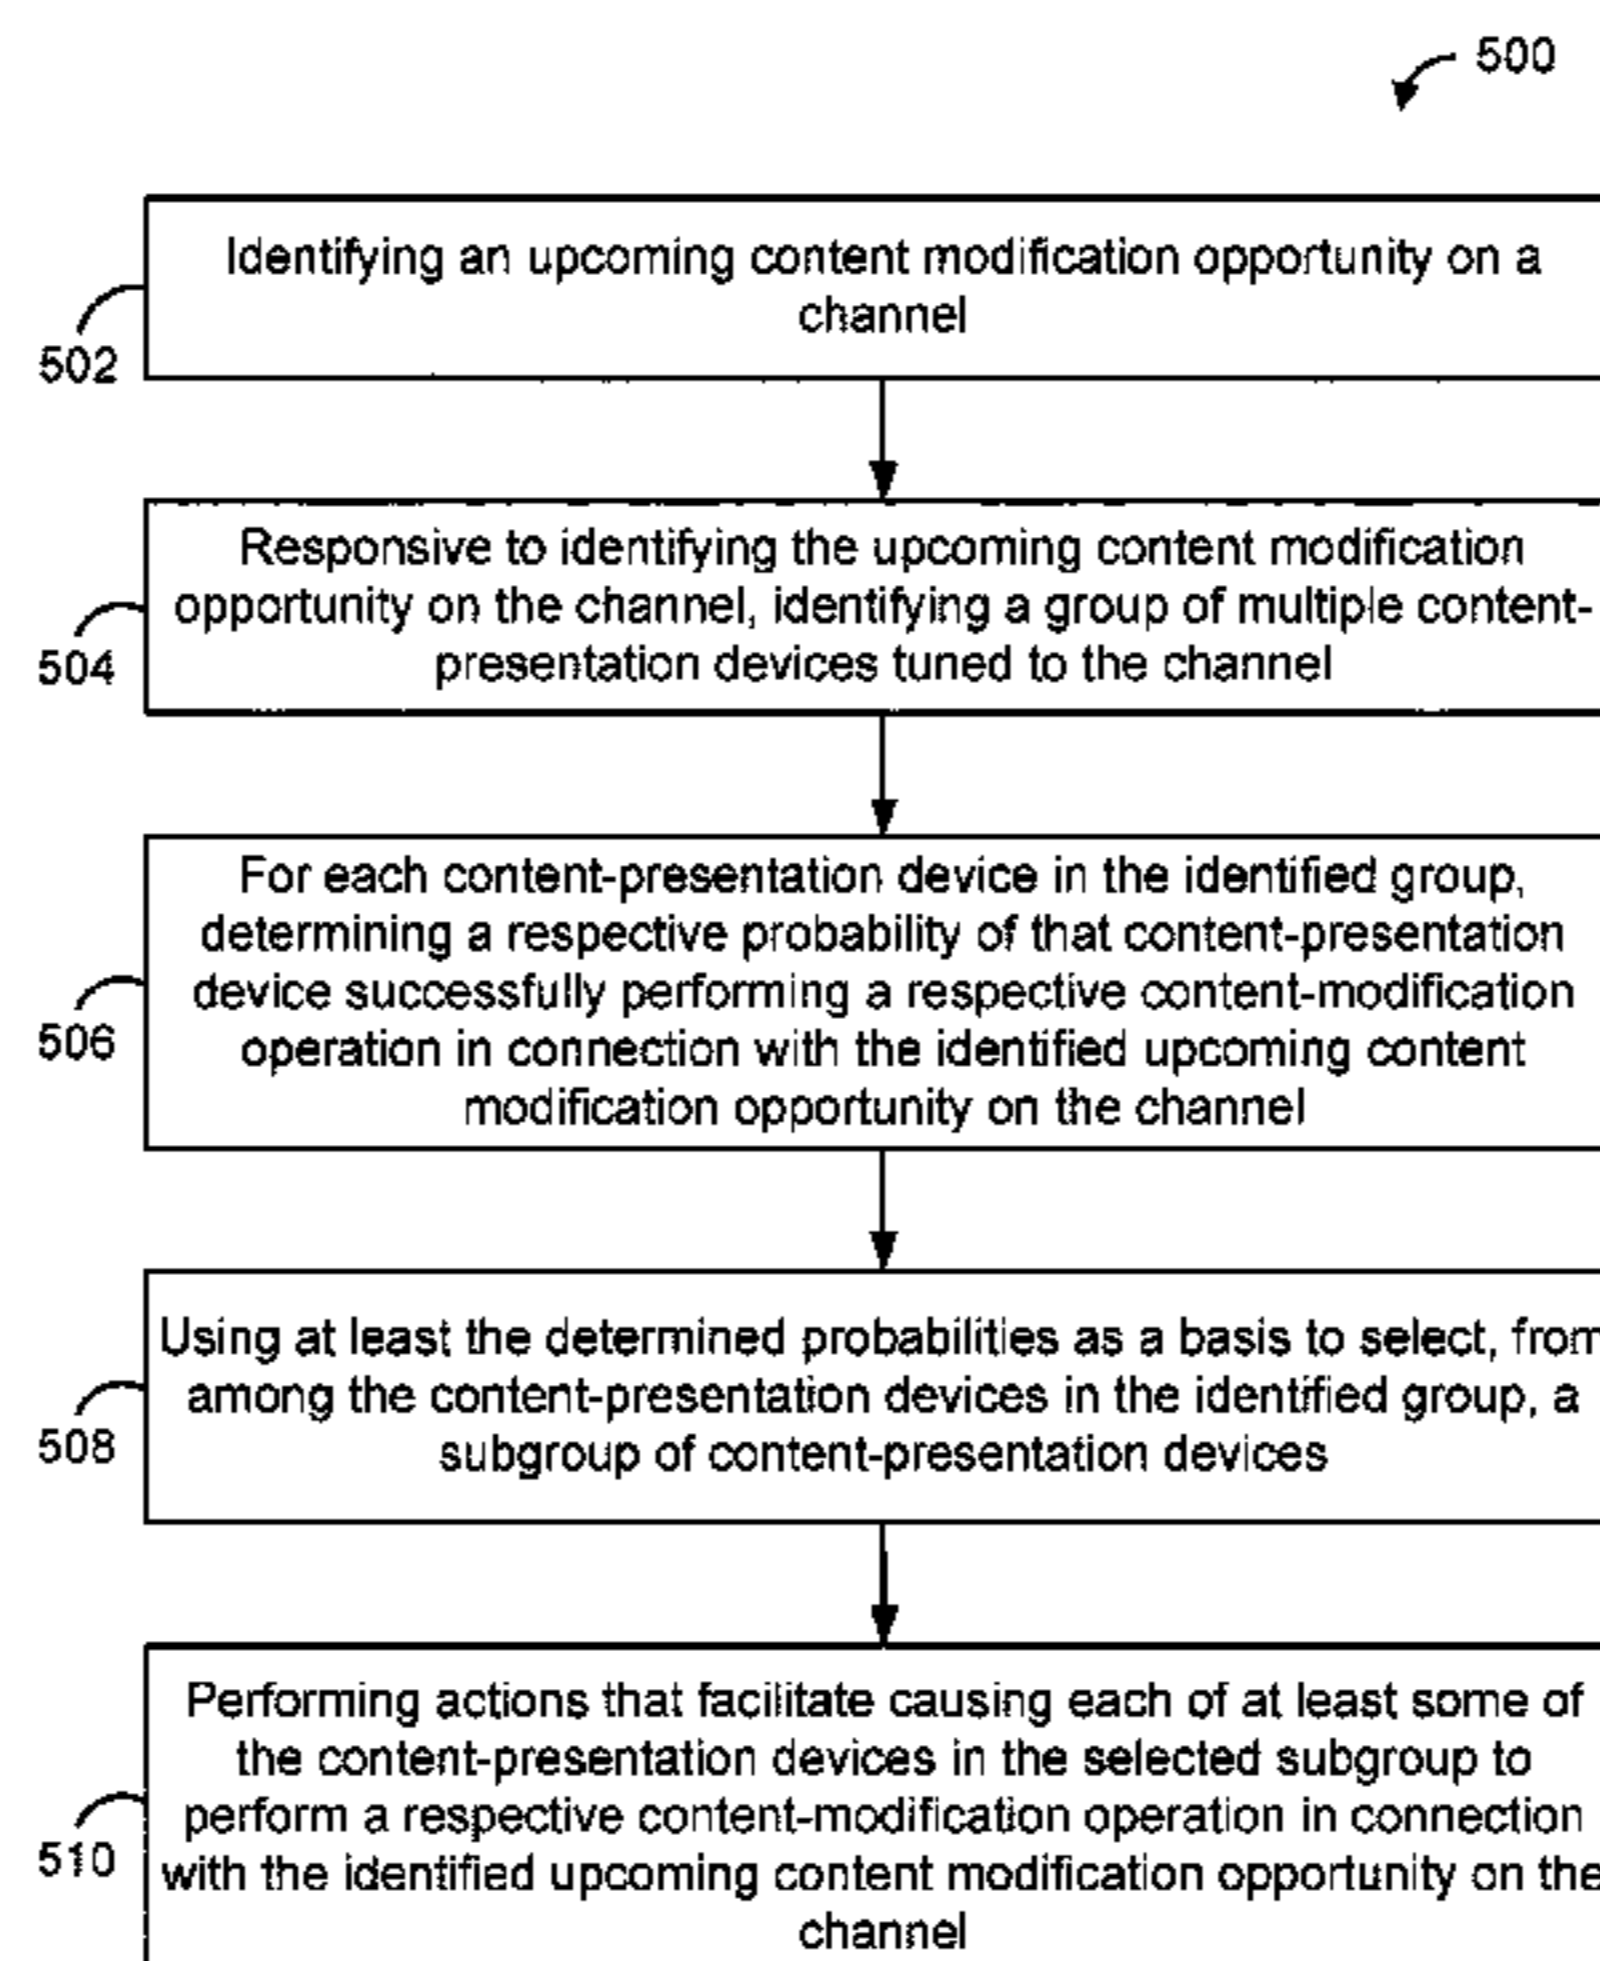 500
Identifying an upcoming content modification opportunity on a
channel
502
Responsive to identifying the upcoming content modification
opportunity on the channel, identifying a group of multiple content-
presentation devices tuned to the channel
504
For each content-presentation device in the identified group,
determining a respective probability of that content-presentation
device successfully performing a respective content-modification
operation in connection with the identified upcoming content
modification opportunity on the channel
506
Using at least the determined probabilities as a basis to select, from
among the content-presentation devices in the identified group, a
subgroup of content-presentation devices
508
Performing actions that facilitate causing each of at least some of
the content-presentation devices in the selected subgroup to
perform a respective content-modification operation in connection
with the identified upcoming content modification opportunity on the
channel
510